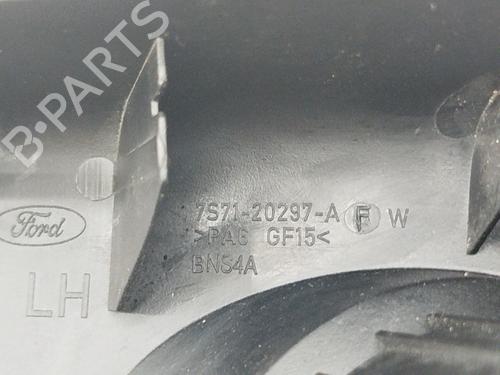 B-PARTS
7S71-20297-A F W
>PA6 GF15<
BNS4A
Ford
LH